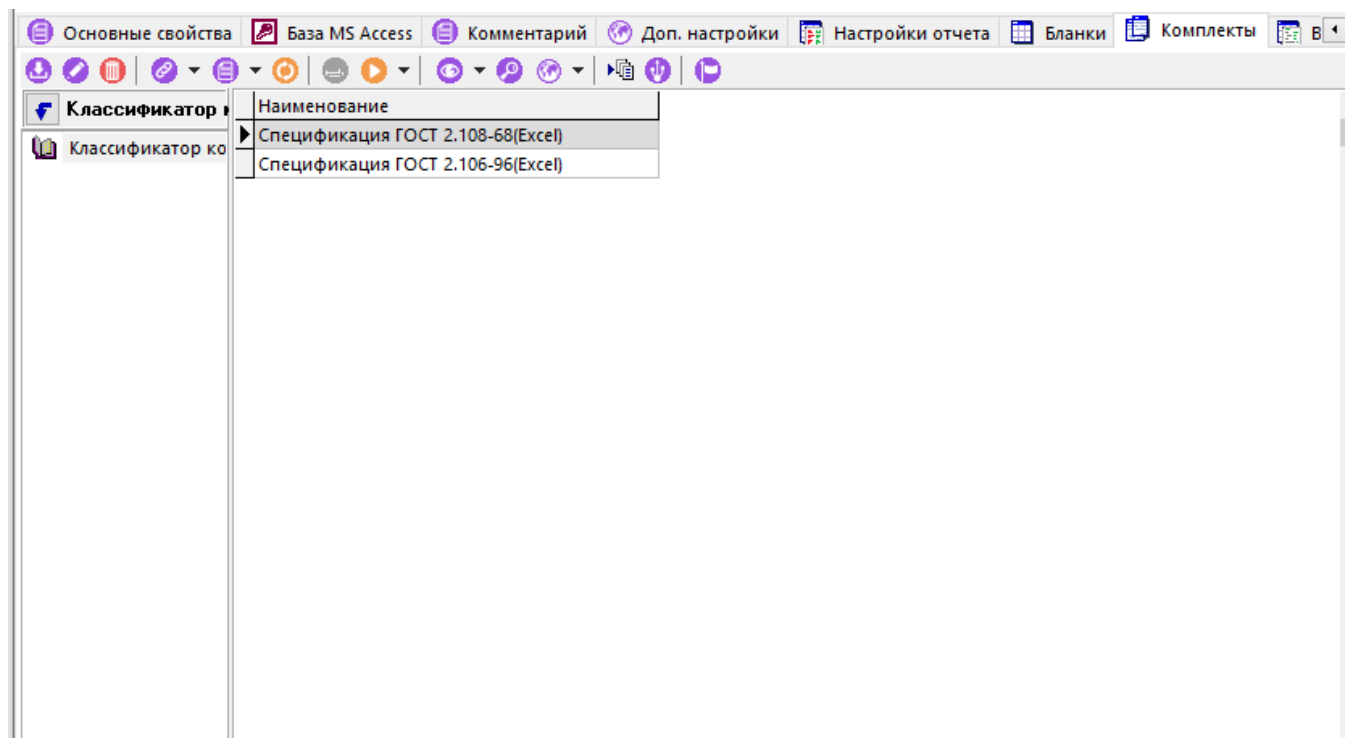 Основные свойства База MS Access Комментарий Доп. настройки Настройки отчета Бланки Комплекты В
Классификатор Наименование
Спецификация ГОСТ 2.108-68(Excel)
Классификатор ко
Спецификация ГОСТ 2.106-96(Excel)